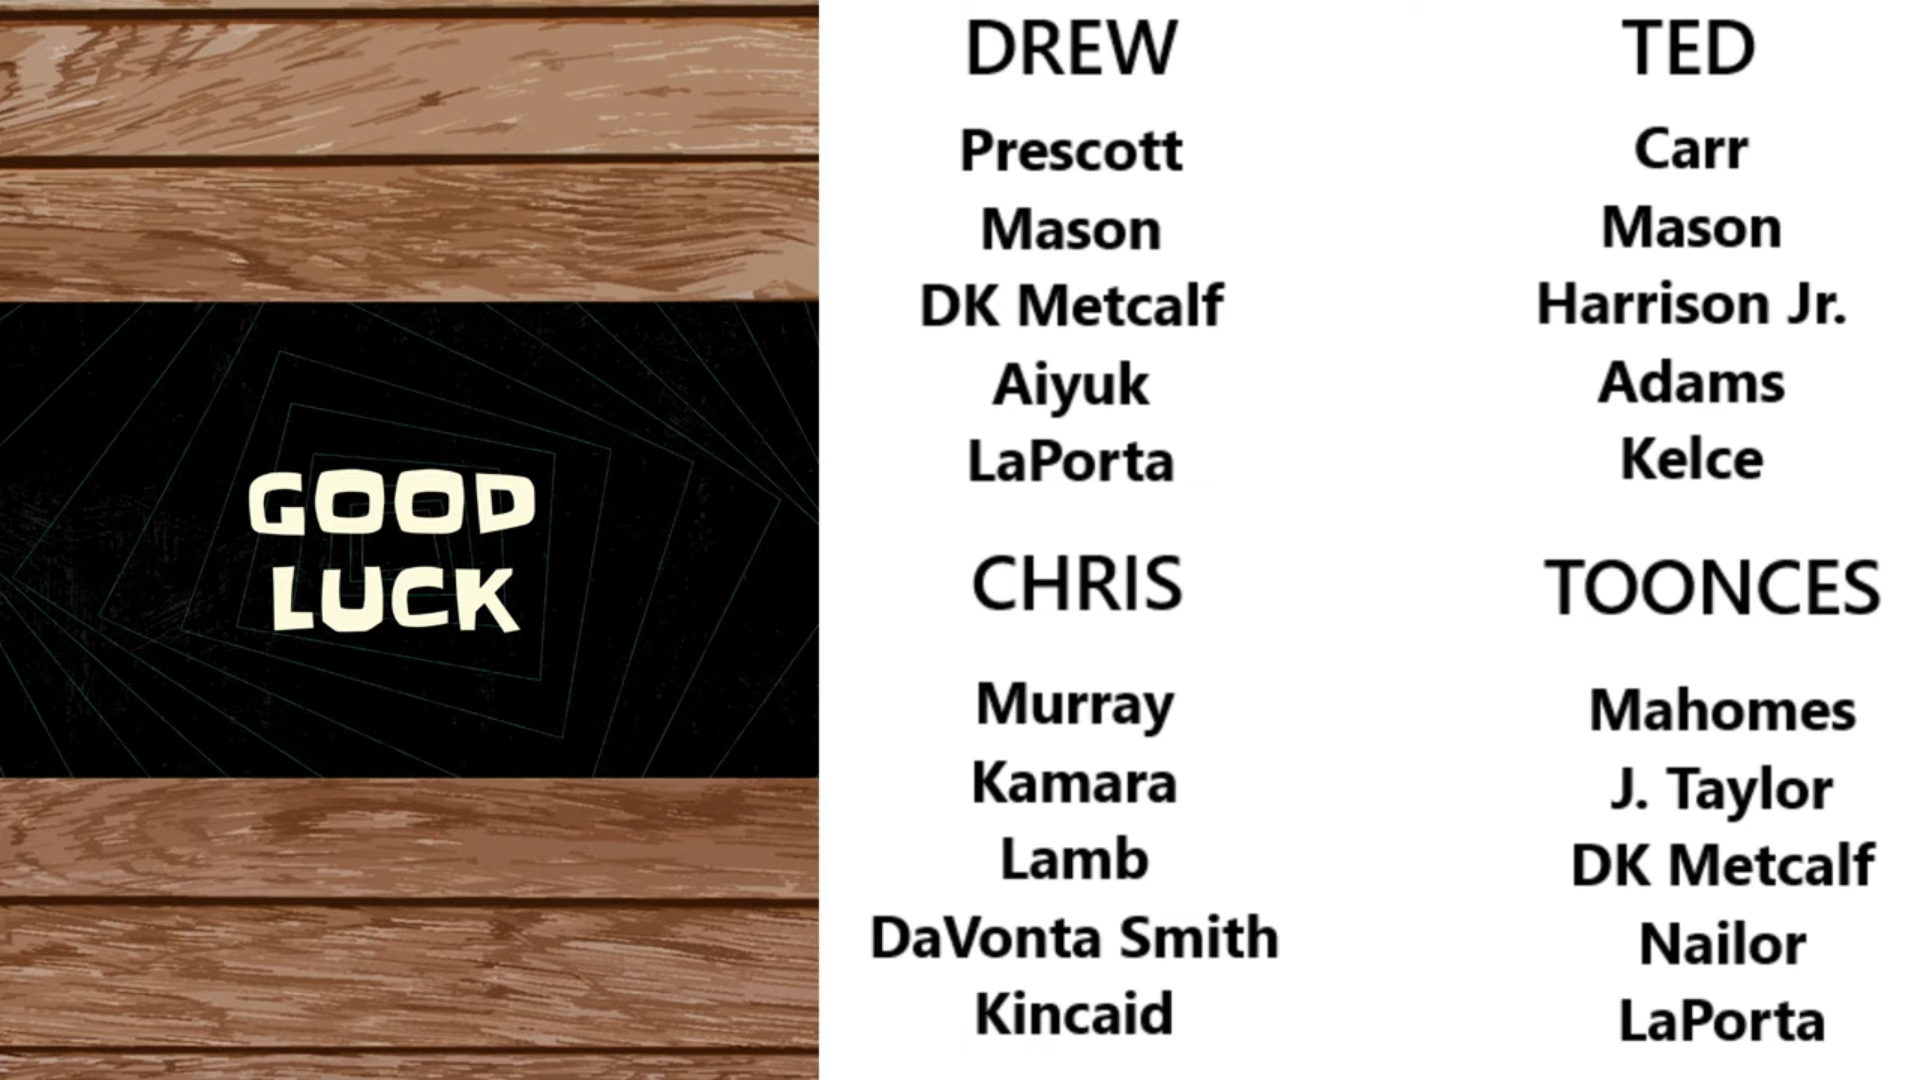 GOOD
LUCK
DREW
Prescott
Mason
DK Metcalf
Aiyuk
LaPorta
TED
Carr
Mason
Harrison Jr.
Adams
Kelce
CHRIS
Murray
Kamara
Lamb
DaVonta Smith
Kincaid
TOONCES
Mahomes
J. Taylor
DK Metcalf
Nailor
LaPorta